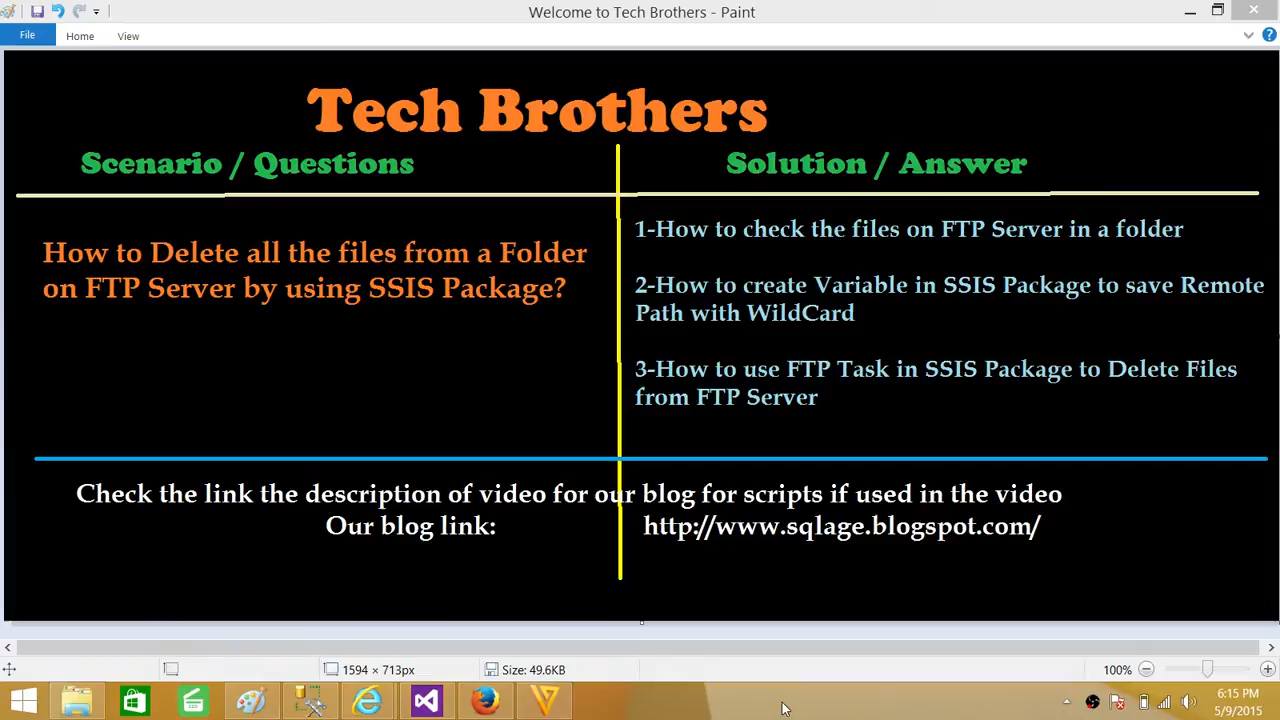 Welcome to Tech Brothers - Paint
File
Home
View
Tech Brothers
Scenario / Questions
Solution / Answer
How to Delete all the files from a Folder
on FTP Server by using SSIS Package?
1-How to check the files on FTP Server in a folder
2-How to create Variable in SSIS Package to save Remote
Path with WildCard
3-How to use FTP Task in SSIS Package to Delete Files
from FTP Server
Check the link the description of video for our blog for scripts if used in the video
Our blog link: http://www.sqlage.blogspot.com/
1594 × 713px
Size: 49.6KB
100%
6:15 PM
5/9/2015